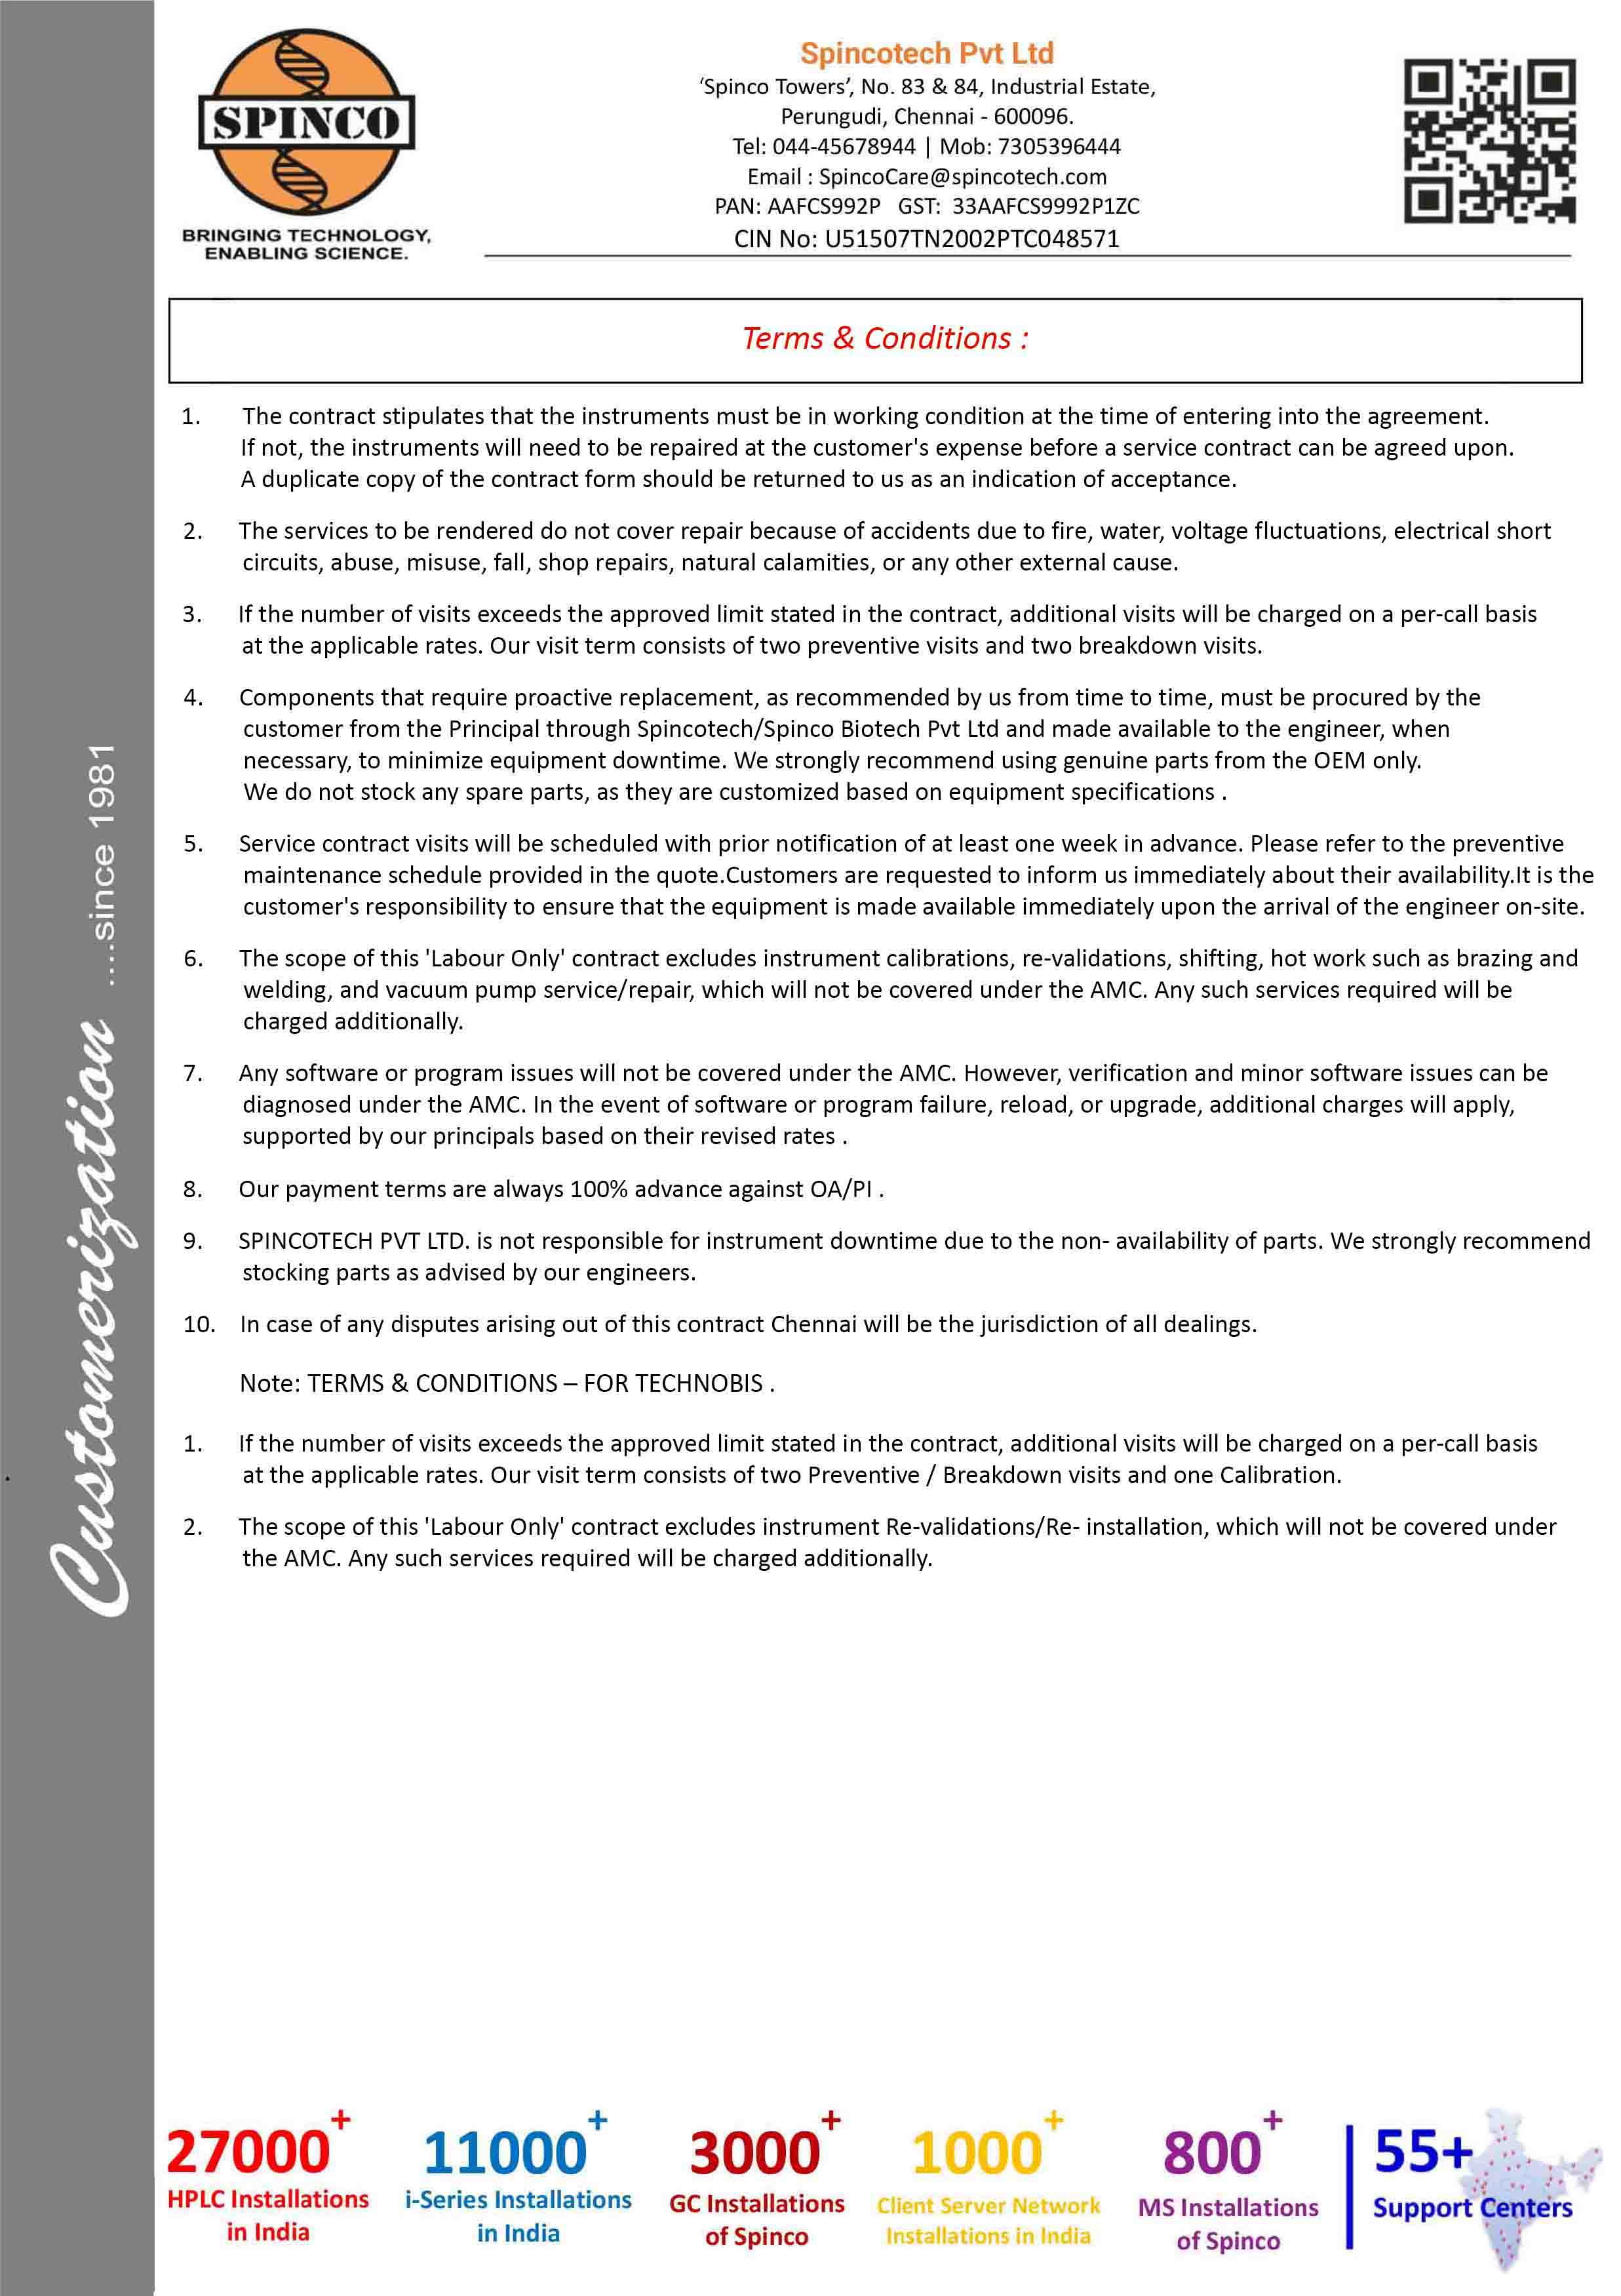 SPINCO
BRINGING TECHNOLOGY,
ENABLING SCIENCE.
Spincotech Pvt Ltd
‘Spinco Towers’, No. 83 & 84, Industrial Estate,
Perungudi, Chennai - 600096.
Tel: 044-45678944 | Mob: 7305396444
Email : SpincoCare@spincotech.com
PAN: AAFCS992P GST: 33AAFCS9992P1ZC
CIN No: U51507TN2002PTC048571
Terms & Conditions :
1. The contract stipulates that the instruments must be in working condition at the time of entering into the agreement.
If not, the instruments will need to be repaired at the customer's expense before a service contract can be agreed upon.
A duplicate copy of the contract form should be returned to us as an indication of acceptance.
2. The services to be rendered do not cover repair because of accidents due to fire, water, voltage fluctuations, electrical short
circuits, abuse, misuse, fall, shop repairs, natural calamities, or any other external cause.
3. If the number of visits exceeds the approved limit stated in the contract, additional visits will be charged on a per-call basis
at the applicable rates. Our visit term consists of two preventive visits and two breakdown visits.
4. Components that require proactive replacement, as recommended by us from time to time, must be procured by the
customer from the Principal through Spincotech/Spinco Biotech Pvt Ltd and made available to the engineer, when
necessary, to minimize equipment downtime. We strongly recommend using genuine parts from the OEM only.
We do not stock any spare parts, as they are customized based on equipment specifications .
5. Service contract visits will be scheduled with prior notification of at least one week in advance. Please refer to the preventive
maintenance schedule provided in the quote.Customers are requested to inform us immediately about their availability.It is the
customer's responsibility to ensure that the equipment is made available immediately upon the arrival of the engineer on-site.
6. The scope of this 'Labour Only' contract excludes instrument calibrations, re-validations, shifting, hot work such as brazing and
welding, and vacuum pump service/repair, which will not be covered under the AMC. Any such services required will be
charged additionally.
7. Any software or program issues will not be covered under the AMC. However, verification and minor software issues can be
diagnosed under the AMC. In the event of software or program failure, reload, or upgrade, additional charges will apply,
supported by our principals based on their revised rates .
8. Our payment terms are always 100% advance against OA/PI .
9. SPINCOTECH PVT LTD. is not responsible for instrument downtime due to the non- availability of parts. We strongly recommend
stocking parts as advised by our engineers.
10. In case of any disputes arising out of this contract Chennai will be the jurisdiction of all dealings.
Note: TERMS & CONDITIONS – FOR TECHNOBIS .
1. If the number of visits exceeds the approved limit stated in the contract, additional visits will be charged on a per-call basis
at the applicable rates. Our visit term consists of two Preventive / Breakdown visits and one Calibration.
2. The scope of this 'Labour Only' contract excludes instrument Re-validations/Re- installation, which will not be covered under
the AMC. Any such services required will be charged additionally.
Customerization ....since 1981
27000+
HPLC Installations
in India
11000+
i-Series Installations
in India
3000+
GC Installations
of Spinco
1000+
Client Server Network
Installations in India
800+
MS Installations
of Spinco
55+
Support Centers